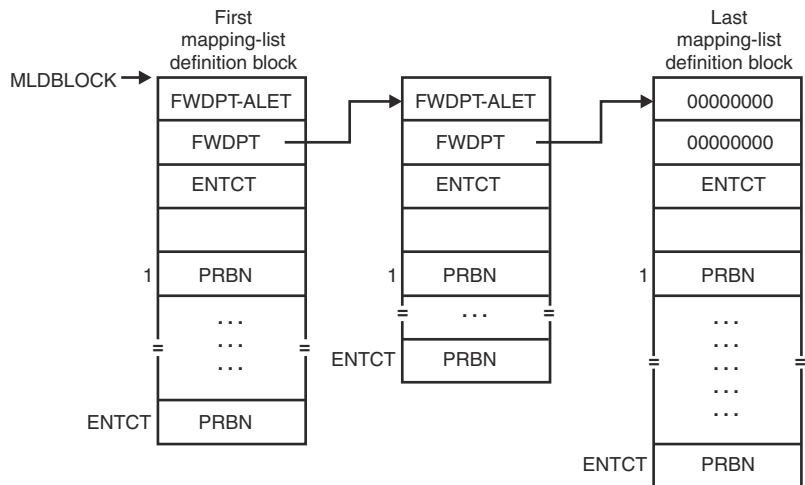 First
mapping-list
definition block
Last
mapping-list
definition block
MLDBLOCK
FWDPT-ALET
FWDPT
ENTCT
1
PRBN
. . .
=
=
. . .
. . .
ENTCT
PRBN
FWDPT-ALET
FWDPT
ENTCT
1
PRBN
=
. . .
=
ENTCT
PRBN
00000000
00000000
ENTCT
1
PRBN
. . .
. . .
=
. . .
=
. . .
. . .
ENTCT
PRBN